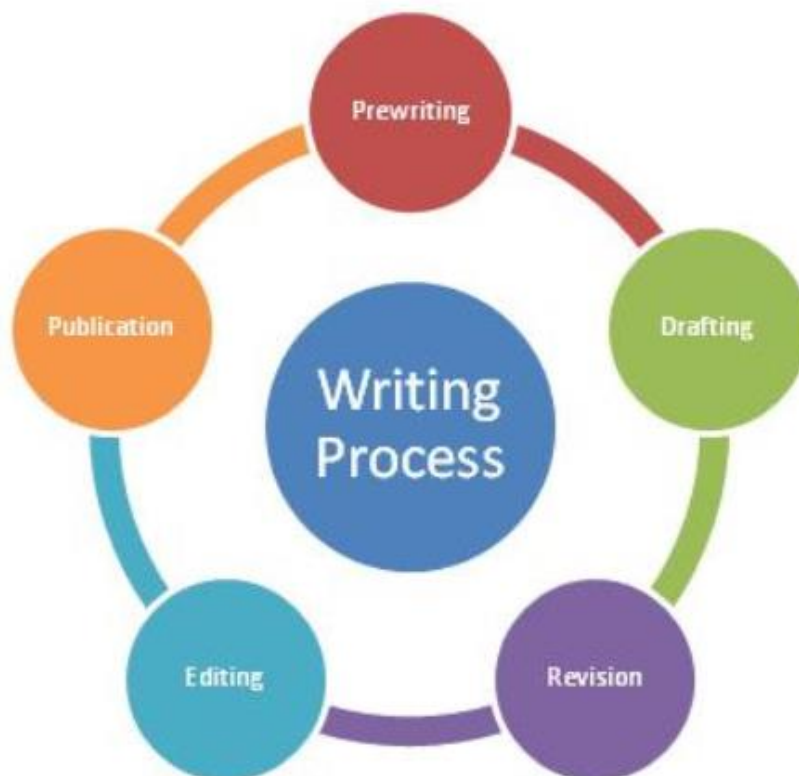 Prewriting
Publication
Drafting
Writing
Process
Editing
Revision